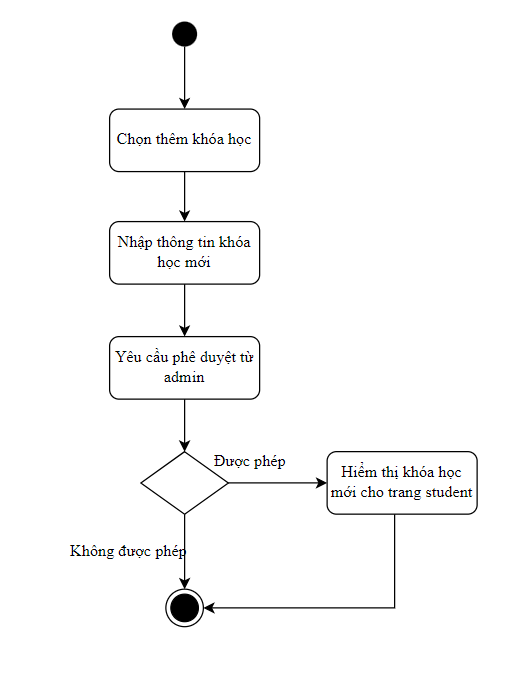 Chọn thêm khóa học
Nhập thông tin khóa
học mới
Yêu cầu phê duyệt từ
admin
Được phép
Hiểm thị khóa học
mới cho trang student
Không được phép